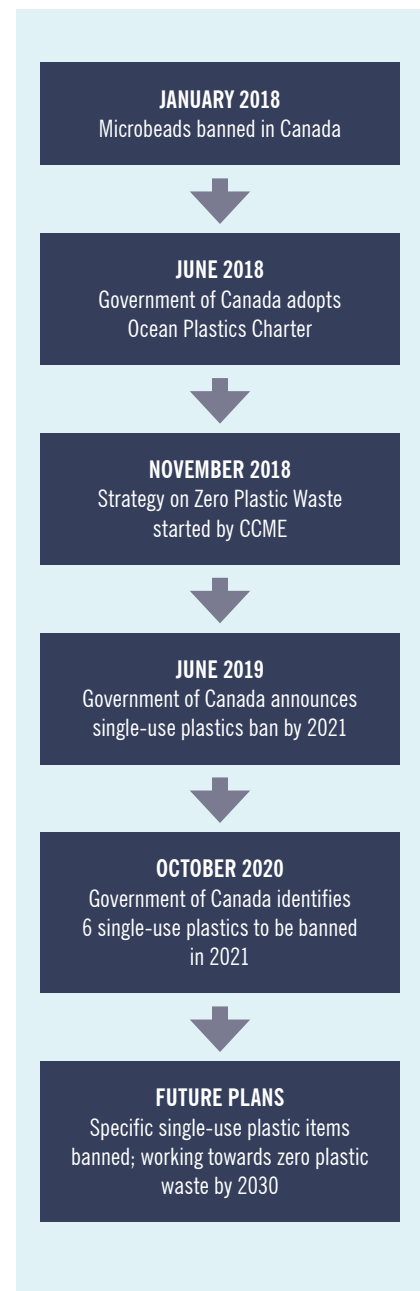 JANUARY 2018
Microbeads banned in Canada
JUNE 2018
Government of Canada adopts
Ocean Plastics Charter
NOVEMBER 2018
Strategy on Zero Plastic Waste
started by CCME
JUNE 2019
Government of Canada announces
single-use plastics ban by 2021
OCTOBER 2020
Government of Canada identifies
6 single-use plastics to be banned
in 2021
FUTURE PLANS
Specific single-use plastic items
banned; working towards zero plastic
waste by 2030